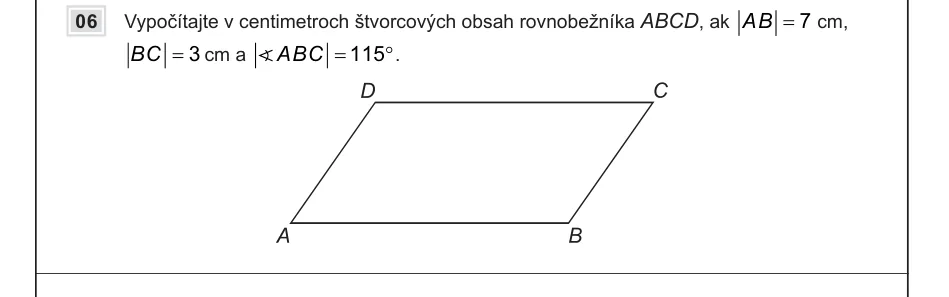 06 Vypočítajte v centimetroch štvorcových obsah rovnobežníka ABCD, ak |AB| = 7 cm,
|BC| = 3 cm a |∢ABC| = 115°.
D C
A B